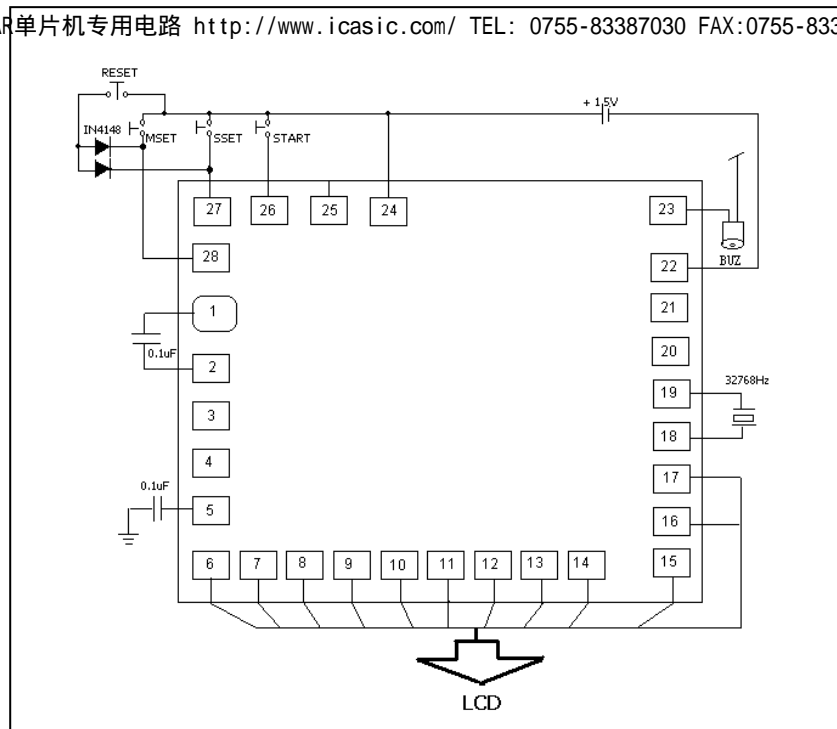 单片机专用电路 http://www.icasic.com/ TEL: 0755-83387030 FAX:0755-833
RESET
+ 1.5V
IN4148
MSET
SSET
START
27
26
25
24
23
28
BUZ
22
1
21
0.1uF
20
2
32768Hz
19
3
18
4
17
0.1uF
5
16
6
7
8
9
10
11
12
13
14
15
LCD